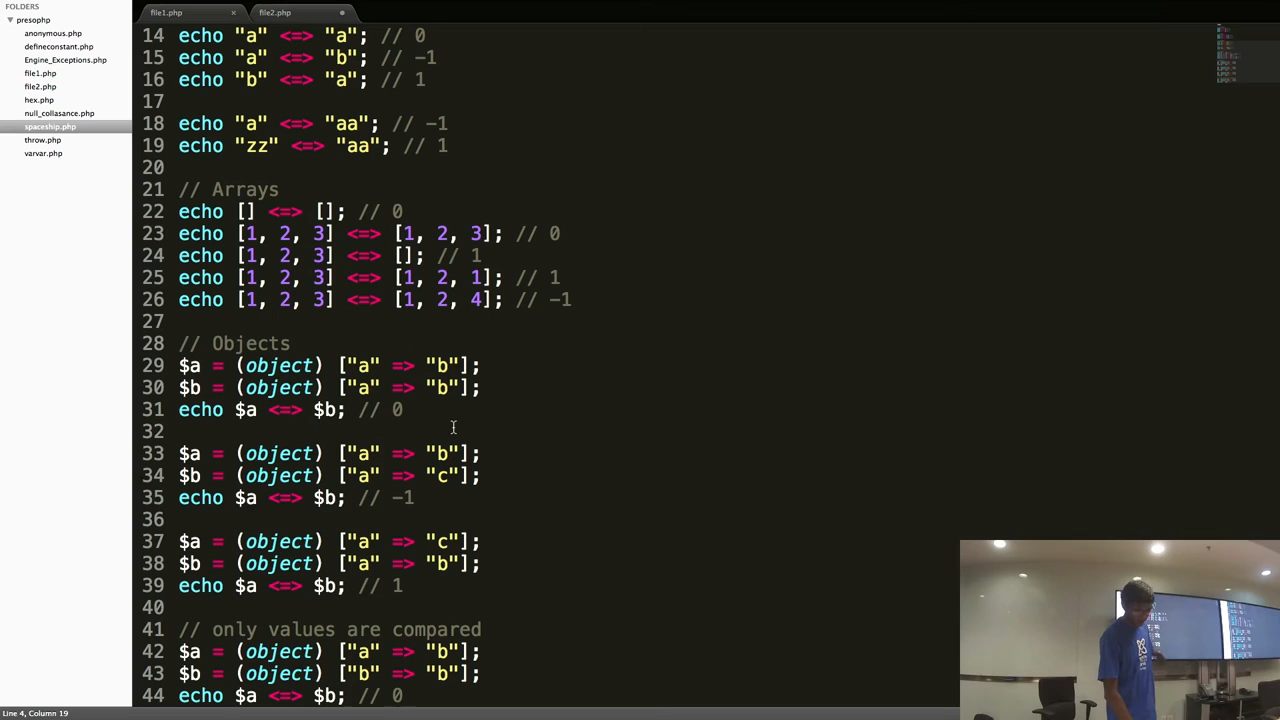 FOLDERS
presophp
anonymous.php
defineconstant.php
Engine_Exceptions.php
file1.php
file2.php
hex.php
null_collasance.php
spaceship.php
throw.php
varvar.php
file1.php × file2.php
14 echo "a" <=> "a"; // 0
15 echo "a" <=> "b"; // -1
16 echo "b" <=> "a"; // 1
17
18 echo "a" <=> "aa"; // -1
19 echo "zz" <=> "aa"; // 1
20
21 // Arrays
22 echo [] <=> []; // 0
23 echo [1, 2, 3] <=> [1, 2, 3]; // 0
24 echo [1, 2, 3] <=> []; // 1
25 echo [1, 2, 3] <=> [1, 2, 1]; // 1
26 echo [1, 2, 3] <=> [1, 2, 4]; // -1
27
28 // Objects
29 $a = (object) ["a" => "b"];
30 $b = (object) ["a" => "b"];
31 echo $a <=> $b; // 0
32
33 $a = (object) ["a" => "b"];
34 $b = (object) ["a" => "c"];
35 echo $a <=> $b; // -1
36
37 $a = (object) ["a" => "c"];
38 $b = (object) ["a" => "b"];
39 echo $a <=> $b; // 1
40
41 // only values are compared
42 $a = (object) ["a" => "b"];
43 $b = (object) ["b" => "b"];
44 echo $a <=> $b; // 0
Line 4, Column 19